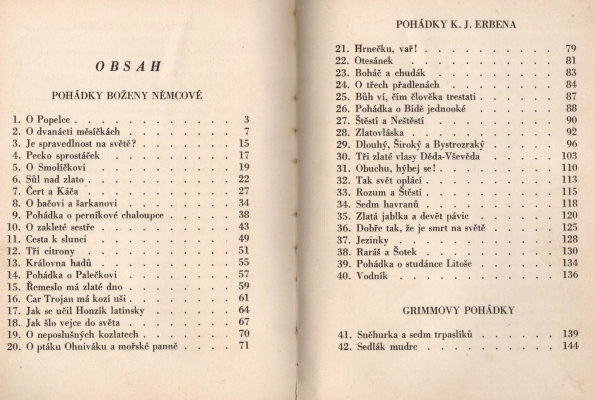 OBSAH
POHÁDKY BOŽENY NĚMCOVÉ
1. O Popelce . . . . . . . . . . . 3
2. O dvanácti měsíčkách . . . . . . . 7
3. Je spravedlnost na světě? . . . . . . 15
4. Pecko prostáček . . . . . . . . . 17
5. O Smolíčkovi . . . . . . . . . . 19
6. Sůl nad zlato . . . . . . . . . . 22
7. Čert a Káča . . . . . . . . . . 27
8. O bačovi a šarkanovi . . . . . . . 34
9. Pohádka o perníkové chaloupce . . . . 38
10. O zakleté sestře . . . . . . . . . 43
11. Cesta k slunci . . . . . . . . . 49
12. Tři citrony . . . . . . . . . . 51
13. Královna hadů . . . . . . . . . 55
14. Pohádka o Palečkovi . . . . . . . 57
15. Řemeslo má zlaté dno . . . . . . . 59
16. Car Trojan má kozí uši . . . . . . . 61
17. Jak se učil Honzík latinsky . . . . . 64
18. Jak šlo vejce do světa . . . . . . . 67
19. O neposlušných kozlatech . . . . . . 70
20. O ptáku Ohniváku a mořské panně . . . 71
POHÁDKY K. J. ERBENA
21. Hrnečku, vař! . . . . . . . . . . 79
22. Otesánek . . . . . . . . . . . 81
23. Boháč a chudák . . . . . . . . . 83
24. O třech přadlenách . . . . . . . . 84
25. Bůh ví, čím člověka trestati . . . . . 87
26. Pohádka o Bídě jednooké . . . . . . 88
27. Štěstí a Neštěstí . . . . . . . . . 90
28. Zlatovláska . . . . . . . . . . 92
29. Dlouhý, Široký a Bystrozraký . . . . . 96
30. Tři zlaté vlasy Děda-Vševěda . . . . . 103
31. Obuchu, hýbej se! . . . . . . . . 110
32. Tak svět oplácí . . . . . . . . . 113
33. Rozum a Štěstí . . . . . . . . . 115
34. Sedm havranů . . . . . . . . . 118
35. Zlatá jablka a devět pávic . . . . . . 120
36. Dobře tak, že je smrt na světě . . . . 125
37. Jezinky . . . . . . . . . . . 128
38. Raráš a Šotek . . . . . . . . . 130
39. Pohádka o studánce Litoše . . . . . . 134
40. Vodník . . . . . . . . . . . 136
GRIMMOVY POHÁDKY
41. Sněhurka a sedm trpaslíků . . . . . . 139
42. Sedlák mudrc . . . . . . . . . . 144